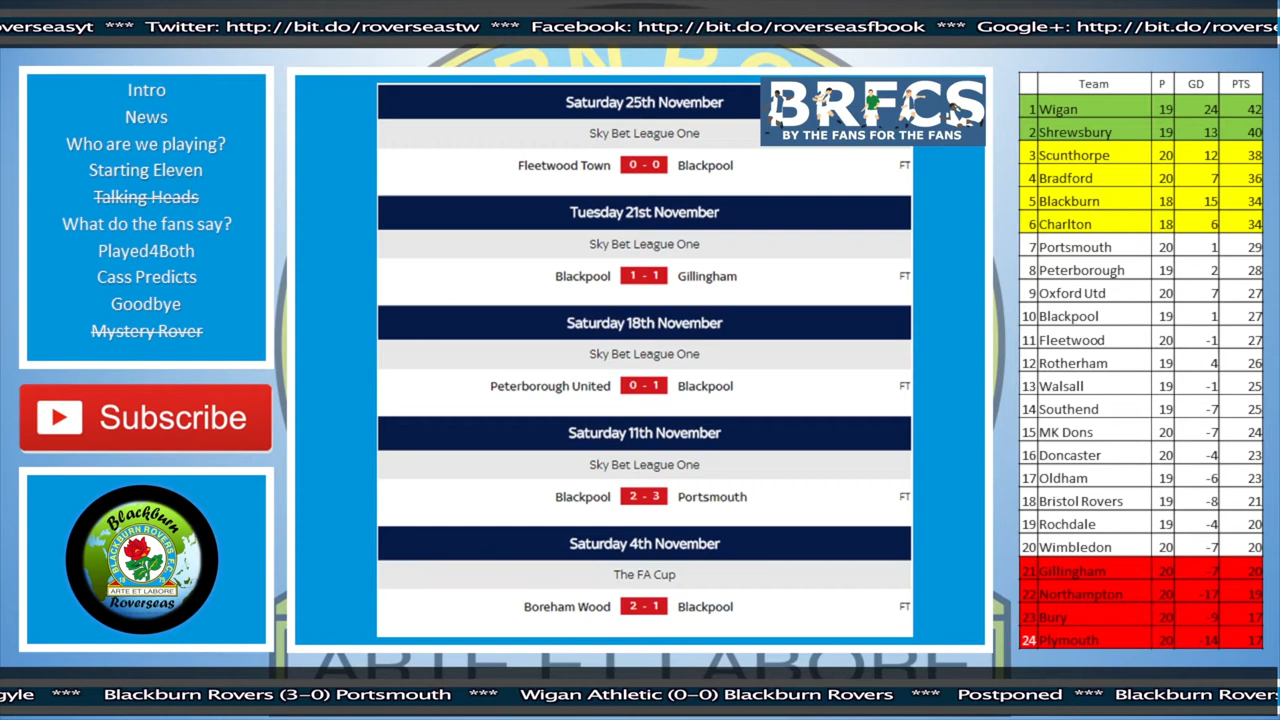 overseasyt *** Twitter: http://bit.do/roverseastw *** Facebook: http://bit.do/roverseasfbook *** Google+: http://bit.do/roverse
Intro
News
Who are we playing?
Starting Eleven
Talking Heads
What do the fans say?
Played4Both
Cass Predicts
Goodbye
Mystery Rover
Subscribe
Blackburn
BLACKBURN ROVERS F.C.
18 75
ARTE ET LABORE
Roverseas
BRFCS
BY THE FANS FOR THE FANS
Saturday 25th November
Sky Bet League One
Fleetwood Town 0 - 0 Blackpool FT
Tuesday 21st November
Sky Bet League One
Blackpool 1 - 1 Gillingham FT
Saturday 18th November
Sky Bet League One
Peterborough United 0 - 1 Blackpool FT
Saturday 11th November
Sky Bet League One
Blackpool 2 - 3 Portsmouth FT
Saturday 4th November
The FA Cup
Boreham Wood 2 - 1 Blackpool FT
Team P GD PTS
1 Wigan 19 24 42
2 Shrewsbury 19 13 40
3 Scunthorpe 20 12 38
4 Bradford 20 7 36
5 Blackburn 18 15 34
6 Charlton 18 6 34
7 Portsmouth 20 1 29
8 Peterborough 19 2 28
9 Oxford Utd 20 7 27
10 Blackpool 19 1 27
11 Fleetwood 20 -1 27
12 Rotherham 19 4 26
13 Walsall 19 -1 25
14 Southend 19 -7 25
15 MK Dons 20 -7 24
16 Doncaster 20 -4 23
17 Oldham 19 -6 23
18 Bristol Rovers 19 -8 21
19 Rochdale 19 -4 20
20 Wimbledon 20 -7 20
21 Gillingham 20 -7 20
22 Northampton 20 -17 19
23 Bury 20 -9 17
24 Plymouth 20 -14 17
ARTE ET LABORE
gyle *** Blackburn Rovers (3-0) Portsmouth *** Wigan Athletic (0-0) Blackburn Rovers *** Postponed *** Blackburn Rovers